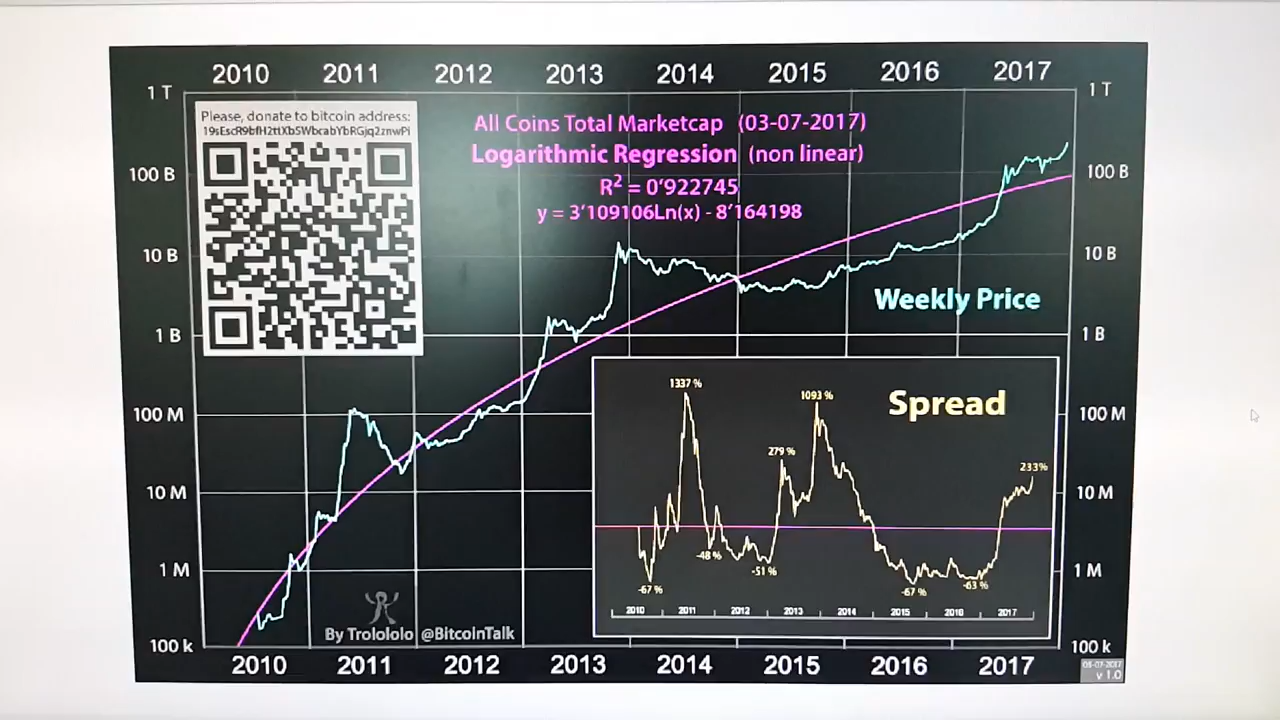 2010 2011 2012 2013 2014 2015 2016 2017
1 T
1 T
Please, donate to bitcoin address:
All Coins Total Marketcap (03-07-2017)
Logarithmic Regression (non linear)
R² = 0'922745
y = 3'109106Ln(x) - 8'164198
100 B
100 B
10 B
10 B
Weekly Price
1 B
1 B
1337 %
1093 %
Spread
100 M
100 M
279 %
233%
10 M
10 M
-48 %
-51 %
1 M
1 M
-67 %
-67 %
-63 %
2010 2011 2012 2013 2014 2015 2016 2017
By Trolololo @BitcoinTalk
100 k
100 k
2010 2011 2012 2013 2014 2015 2016 2017
v 1.0